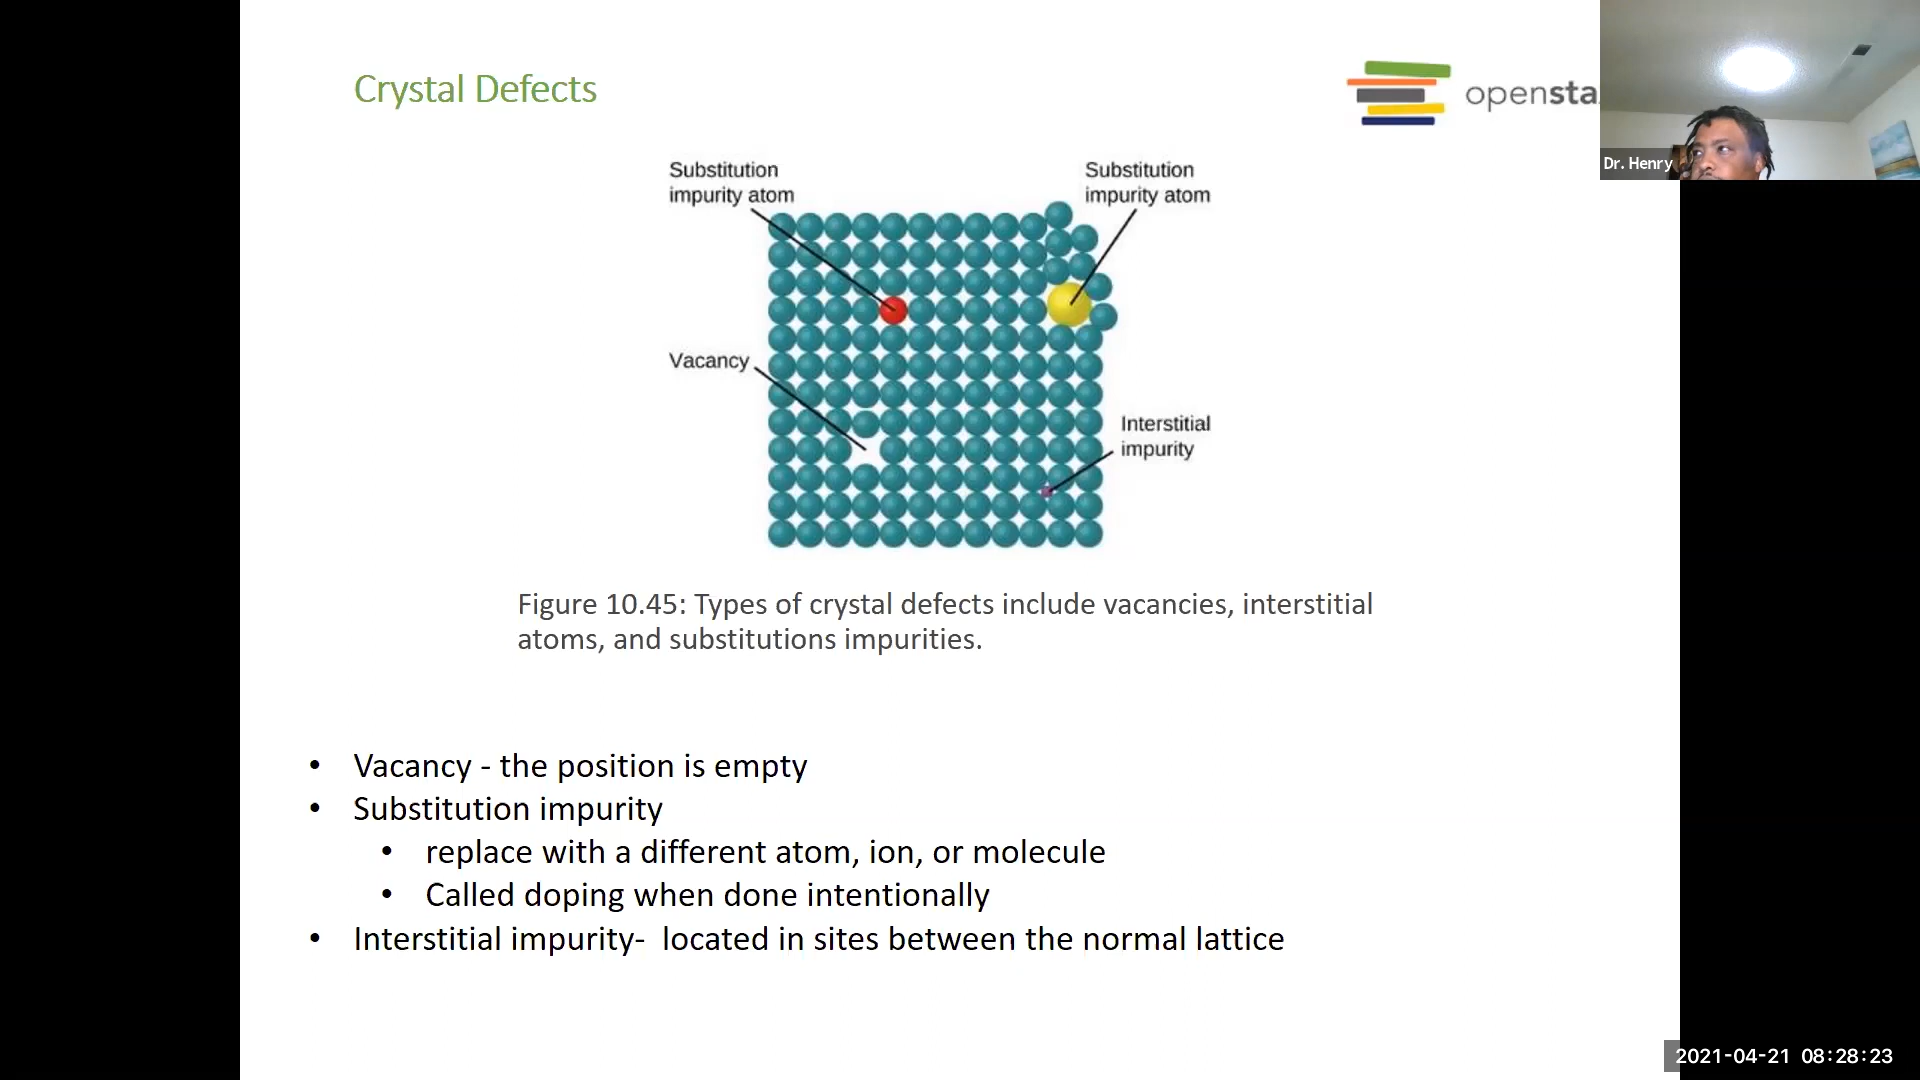 Crystal Defects
opensta
Dr. Henry
Substitution
impurity atom
Substitution
impurity atom
Vacancy
Interstitial
impurity
Figure 10.45: Types of crystal defects include vacancies, interstitial
atoms, and substitutions impurities.
• Vacancy - the position is empty
• Substitution impurity
• replace with a different atom, ion, or molecule
• Called doping when done intentionally
• Interstitial impurity-  located in sites between the normal lattice
2021-04-21 08:28:23